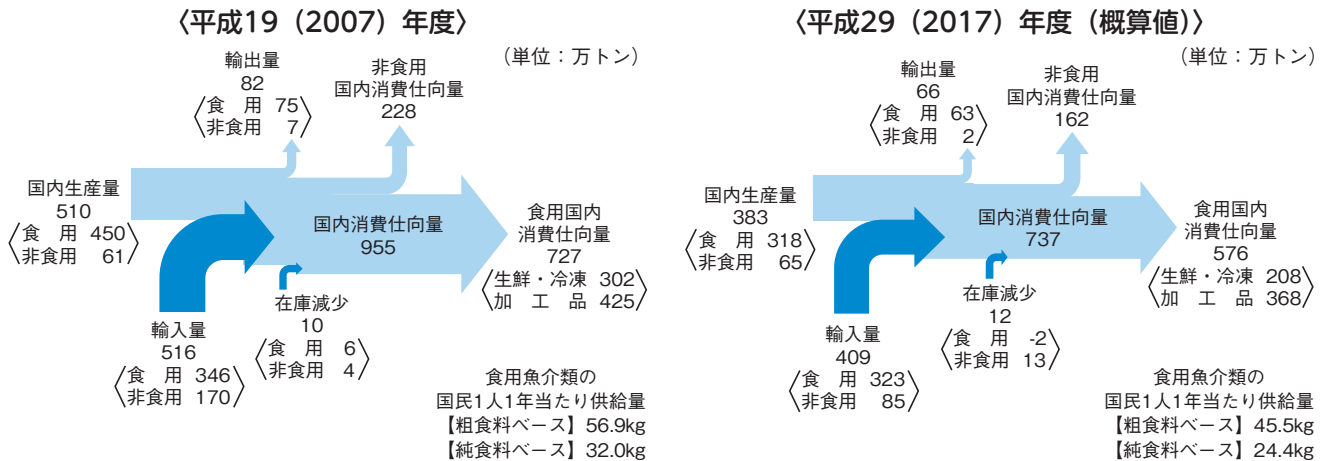 〈平成19（2007）年度〉
（単位：万トン）
輸出量
82
食　用 75
非食用 7
非食用
国内消費仕向量
228
国内生産量
510
食　用 450
非食用 61
国内消費仕向量
955
食用国内
消費仕向量
727
生鮮・冷凍 302
加　工　品 425
在庫減少
10
食　用 6
非食用 4
輸入量
516
食　用 346
非食用 170
食用魚介類の
国民1人1年当たり供給量
【粗食料ベース】56.9kg
【純食料ベース】32.0kg
〈平成29（2017）年度（概算値）〉
（単位：万トン）
輸出量
66
食　用 63
非食用 2
非食用
国内消費仕向量
162
国内生産量
383
食　用 318
非食用 65
国内消費仕向量
737
食用国内
消費仕向量
576
生鮮・冷凍 208
加　工　品 368
在庫減少
12
食　用 -2
非食用 13
輸入量
409
食　用 323
非食用 85
食用魚介類の
国民1人1年当たり供給量
【粗食料ベース】45.5kg
【純食料ベース】24.4kg